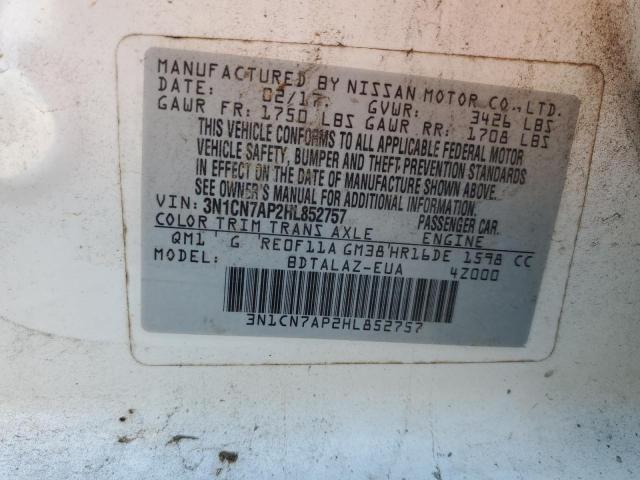 MANUFACTURED BY NISSAN MOTOR CO., LTD.
DATE: 02/17 GVWR: 3426 LBS
GAWR FR: 1750 LBS GAWR RR: 1708 LBS
THIS VEHICLE CONFORMS TO ALL APPLICABLE FEDERAL MOTOR
VEHICLE SAFETY, BUMPER AND THEFT-PREVENTION STANDARDS
IN EFFECT ON THE DATE OF MANUFACTURE SHOWN ABOVE.
SEE OWNER'S MANUAL FOR ADDITIONAL INFORMATION.
VIN: 3N1CN7AP2HL852757 PASSENGER CAR.
COLOR TRIM TRANS AXLE ENGINE
QM1 G RE0F11A GM38 HR16DE 1598 CC
MODEL: BDTALAZ-EUA 4Z000
3N1CN7AP2HL852757